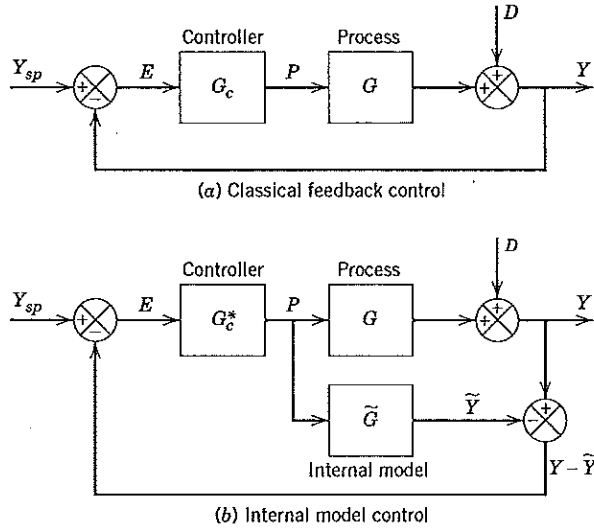 Controller Process D
Y_sp + − E G_c P G + + Y
(a) Classical feedback control
D
Controller Process
Y_sp + − E G_c^* P G + + Y
G̃ Ỹ − +
Internal model Y − Ỹ
(b) Internal model control